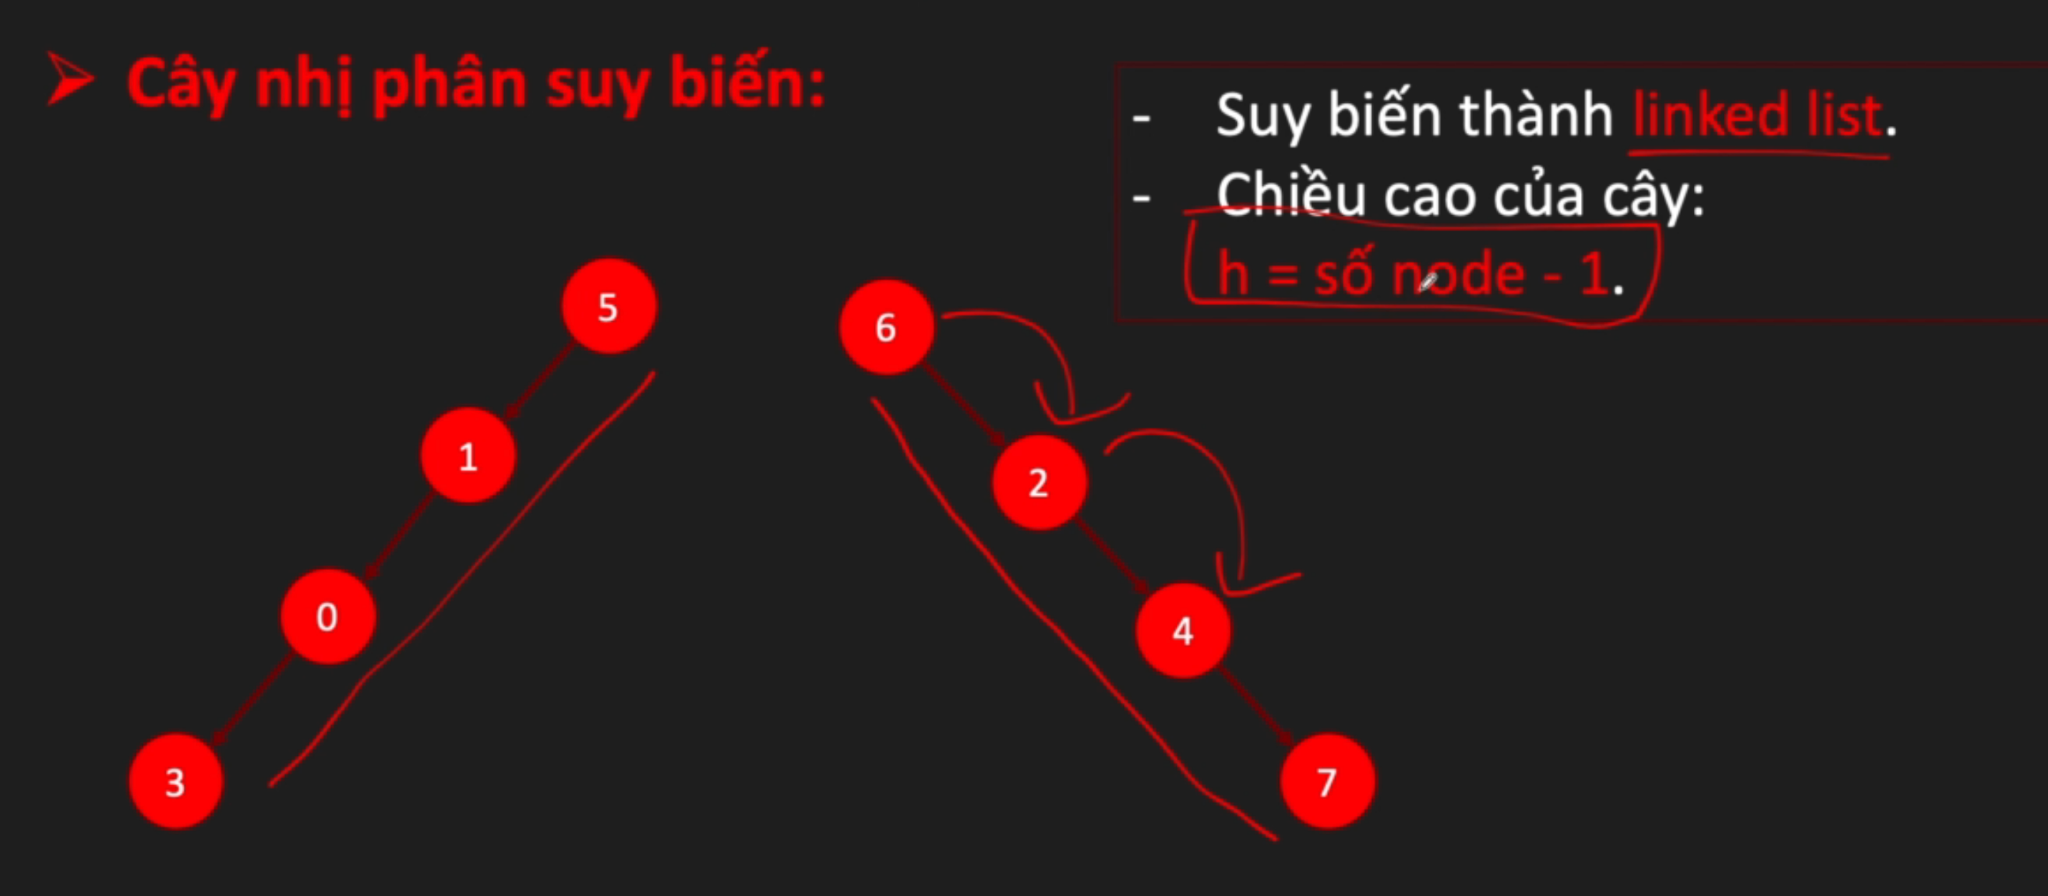 Cây nhị phân suy biến:
- Suy biến thành linked list.
- Chiều cao của cây:
h = số node - 1.
5
6
1
2
0
4
3
7